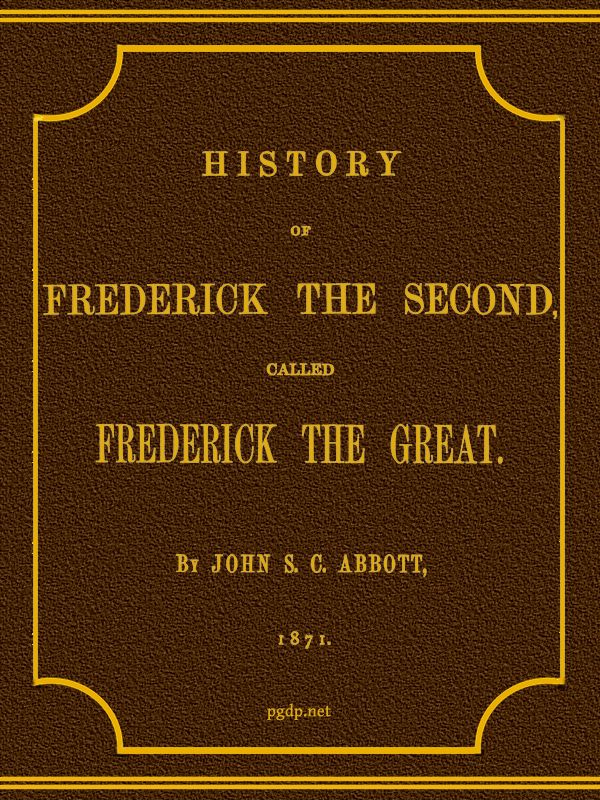 HISTORY
OF
FREDERICK THE SECOND,
CALLED
FREDERICK THE GREAT.
By JOHN S. C. ABBOTT,
1871.
pgdp.net